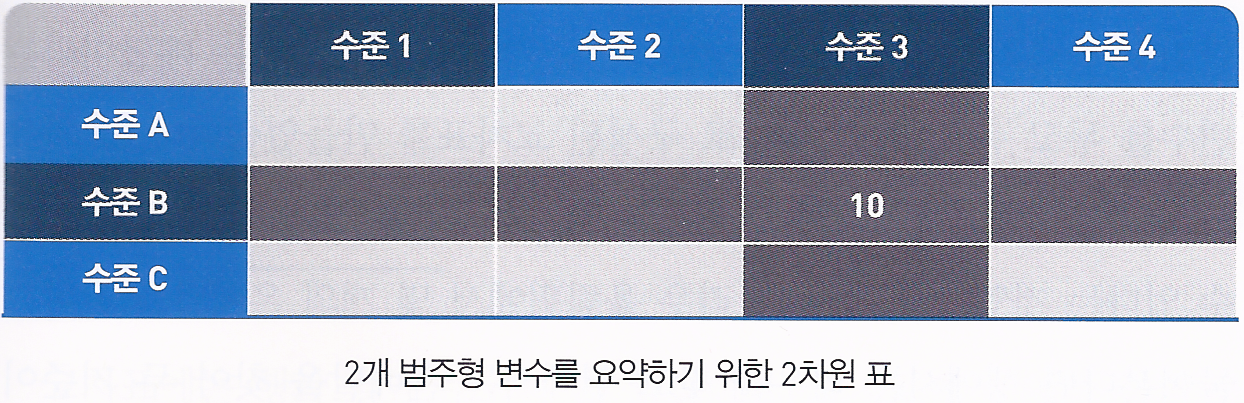 수준 1 수준 2 수준 3 수준 4
수준 A
수준 B 10
수준 C
2개 범주형 변수를 요약하기 위한 2차원 표